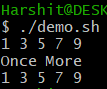 Harshit@DESK
$ ./demo.sh
1 3 5 7 9
Once More
1 3 5 7 9